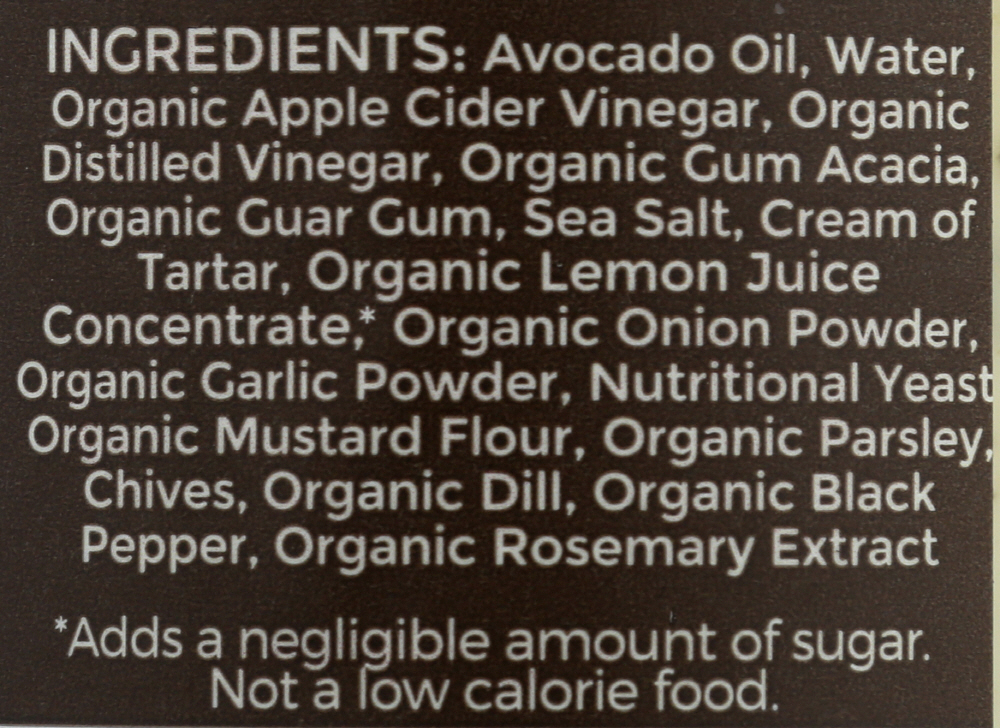 INGREDIENTS: Avocado Oil, Water,
Organic Apple Cider Vinegar, Organic
Distilled Vinegar, Organic Gum Acacia,
Organic Guar Gum, Sea Salt, Cream of
Tartar, Organic Lemon Juice
Concentrate,* Organic Onion Powder,
Organic Garlic Powder, Nutritional Yeast
Organic Mustard Flour, Organic Parsley,
Chives, Organic Dill, Organic Black
Pepper, Organic Rosemary Extract
*Adds a negligible amount of sugar.
Not a low calorie food.